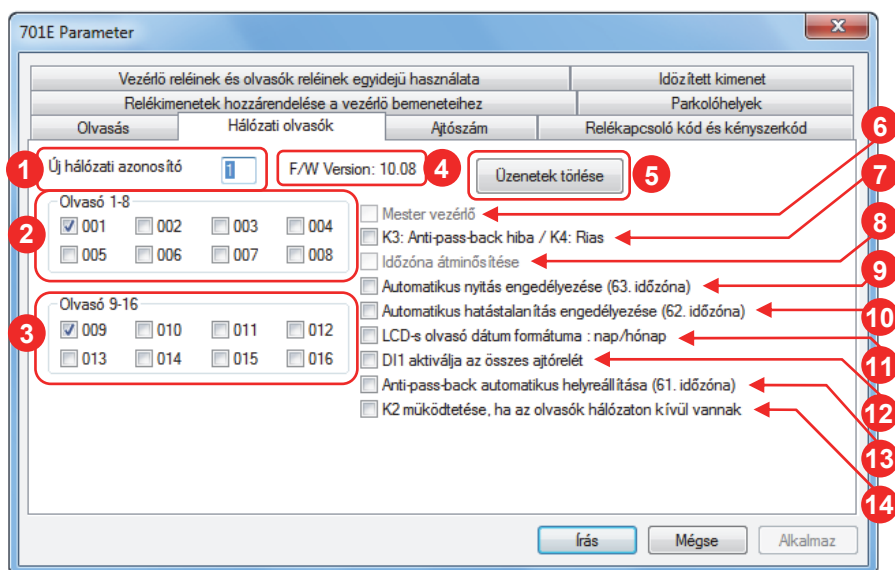 701E Parameter
Vezérlö reléinek és olvasók reléinek egyidejü használata
Idözített kimenet
Relékimenetek hozzárendelése a vezérlö bemeneteihez
Parkolóhelyek
Olvasás
Hálózati olvasók
Ajtószám
Relékapcsoló kód és kényszerkód
1
Új hálózati azonosító
1
F/W Version: 10.08
4
Üzenetek törlése
5
6
7
8
9
10
11
12
13
14
2
Olvasó 1-8
001
002
003
004
005
006
007
008
3
Olvasó 9-16
009
010
011
012
013
014
015
016
Mester vezérlő
K3: Anti-pass-back hiba / K4: Rias
Időzóna átminősítése
Automatikus nyitás engedélyezése (63. időzóna)
Automatikus hatástalanítás engedélyezése (62. időzóna)
LCD-s olvasó dátum formátuma : nap/hónap
DI1 aktiválja az összes ajtórelét
Anti-pass-back automatikus helyreállítása (61. időzóna)
K2 müködtetése, ha az olvasók hálózaton kívül vannak
Írás
Mégse
Alkalmaz